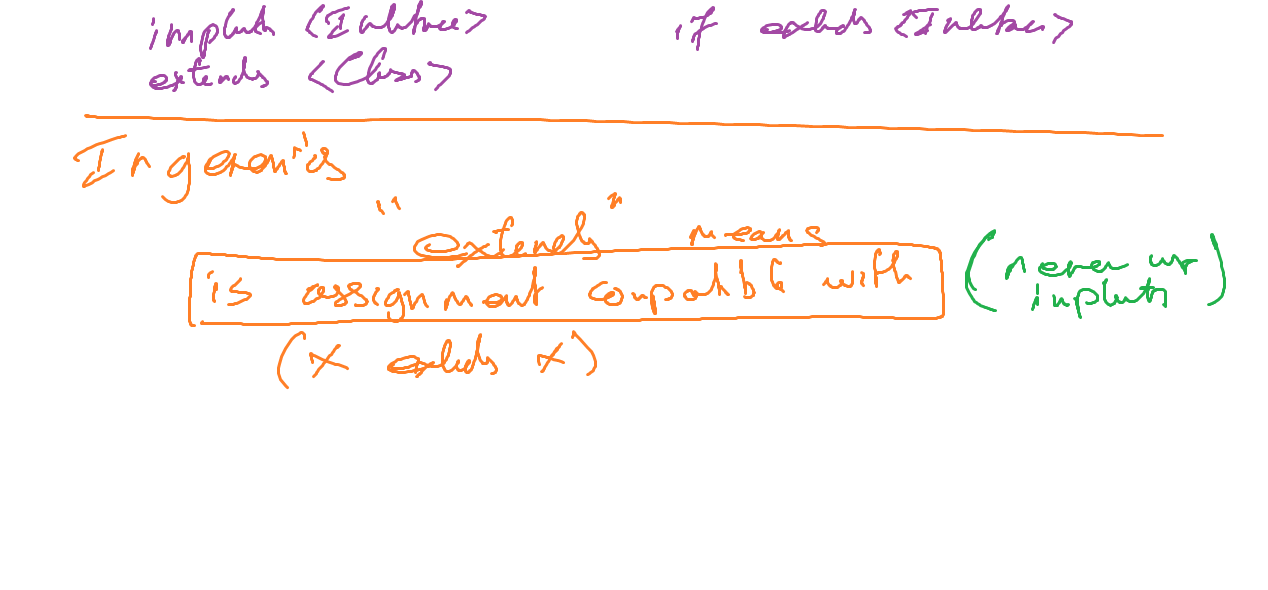 implements <Interface> if extends <Interface>
extends <Class>
In generics
"extends" means
is assignment compatible with
(never use
implements)
(X extends X)